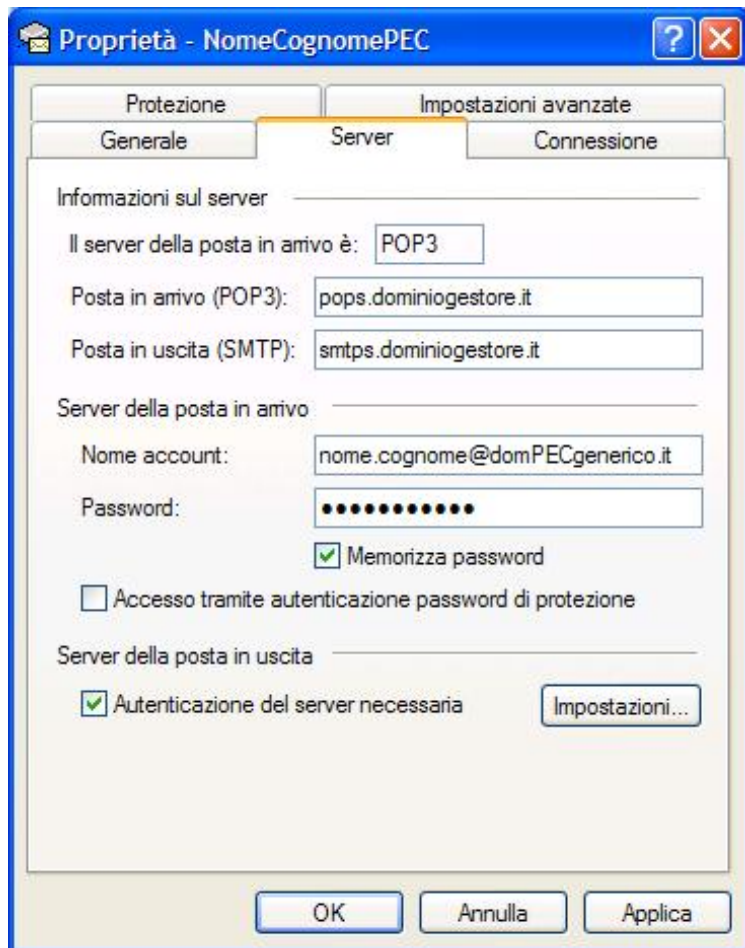 Proprietà - NomeCognomePEC
?
Protezione
Impostazioni avanzate
Generale
Server
Connessione
Informazioni sul server
Il server della posta in arrivo è: POP3
Posta in arrivo (POP3): pops.dominiogestore.it
Posta in uscita (SMTP): smtps.dominiogestore.it
Server della posta in arrivo
Nome account: nome.cognome@domPECgenerico.it
Password: •••••••••••
Memorizza password
Accesso tramite autenticazione password di protezione
Server della posta in uscita
Autenticazione del server necessaria
Impostazioni...
OK
Annulla
Applica